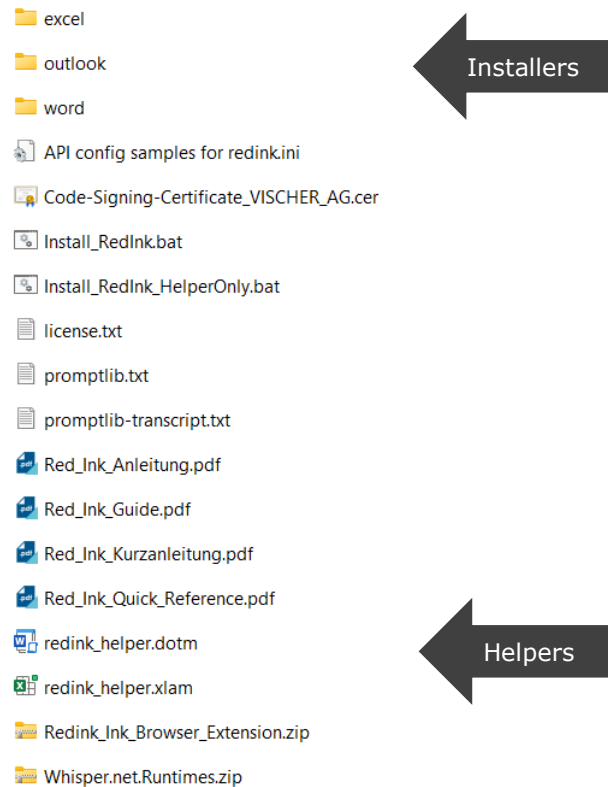 excel
outlook
Installers
word
API config samples for redink.ini
Code-Signing-Certificate_VISCHER_AG.cer
Install_RedInk.bat
Install_RedInk_HelperOnly.bat
license.txt
promptlib.txt
promptlib-transcript.txt
Red_Ink_Anleitung.pdf
Red_Ink_Guide.pdf
Red_Ink_Kurzanleitung.pdf
Red_Ink_Quick_Reference.pdf
redink_helper.dotm
Helpers
redink_helper.xlam
Redink_Ink_Browser_Extension.zip
Whisper.net.Runtimes.zip